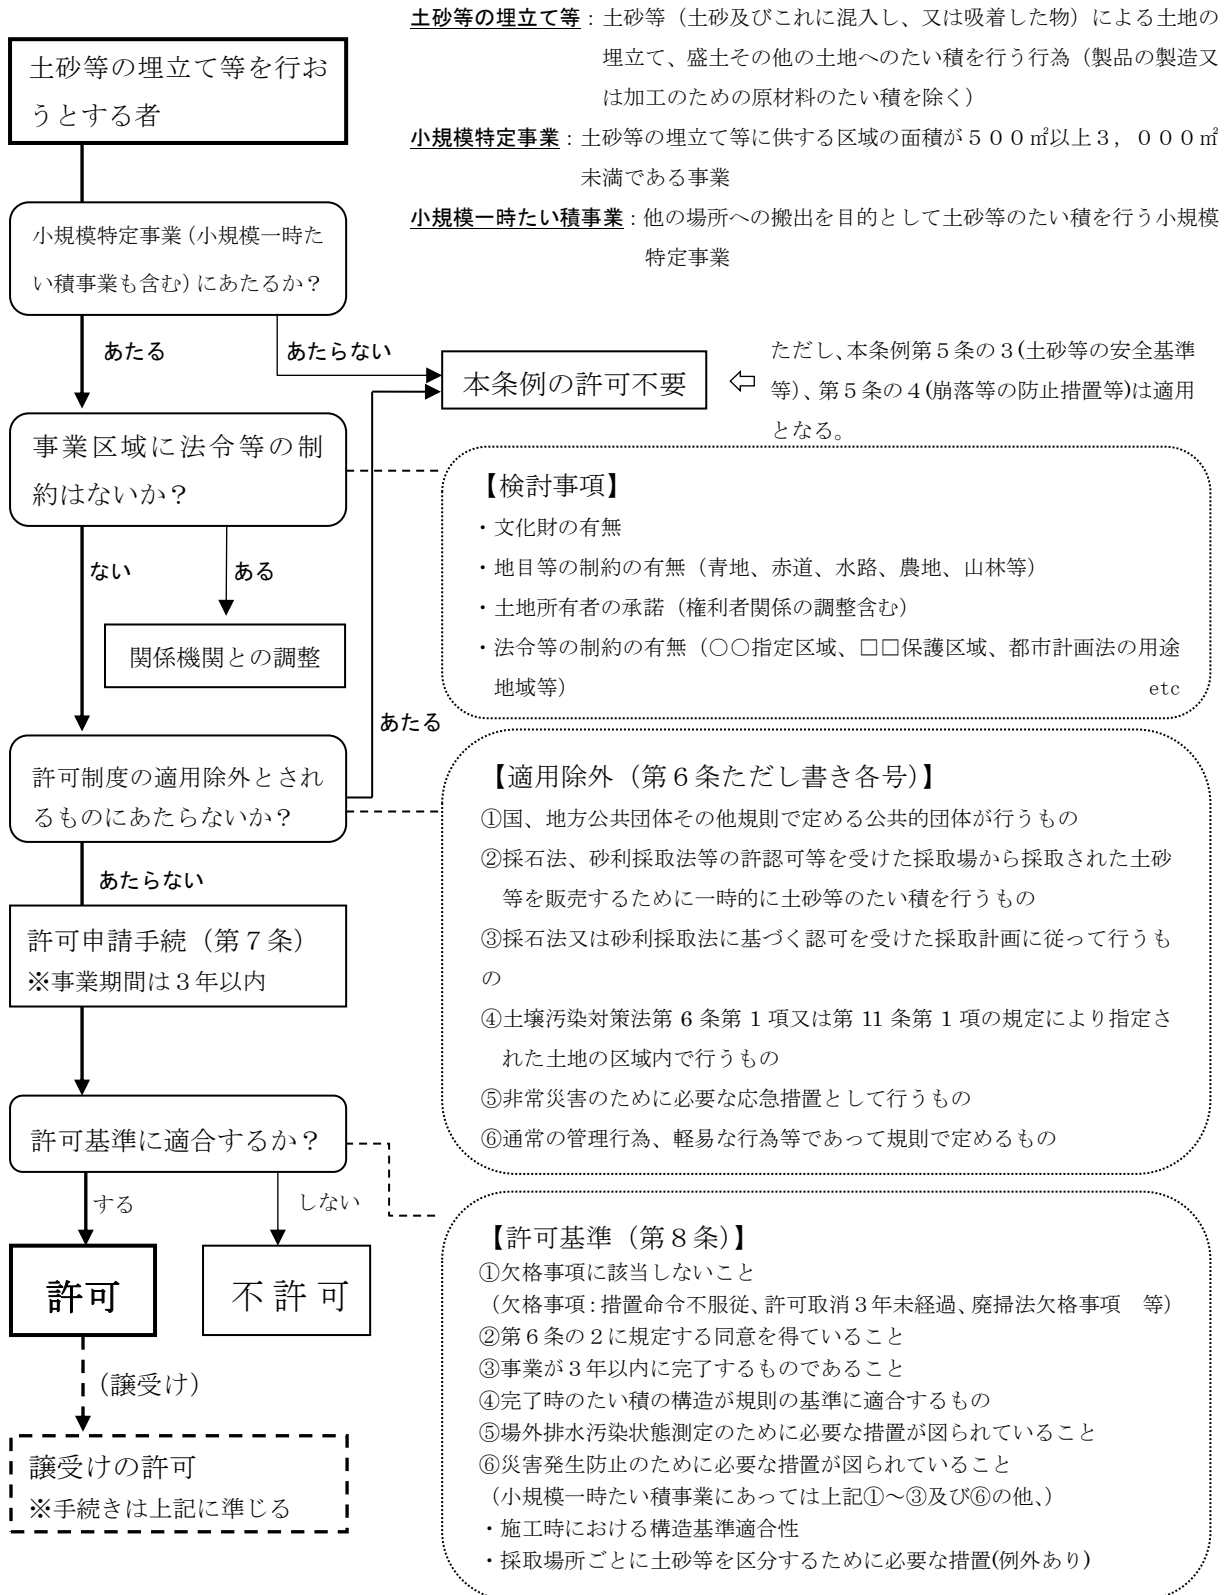 土砂等の埋立て等：土砂等（土砂及びこれに混入し、又は吸着した物）による土地の
埋立て、盛土その他の土地へのたい積を行う行為（製品の製造又
は加工のための原材料のたい積を除く）
小規模特定事業：土砂等の埋立て等に供する区域の面積が５００㎡以上３，０００㎡
未満である事業
小規模一時たい積事業：他の場所への搬出を目的として土砂等のたい積を行う小規模
特定事業
土砂等の埋立て等を行お
うとする者
小規模特定事業（小規模一時た
い積事業も含む）にあたるか？
あたる
あたらない
本条例の許可不要
ただし、本条例第５条の３(土砂等の安全基準
等)、第５条の４(崩落等の防止措置等)は適用
となる。
事業区域に法令等の制
約はないか？
ない
ある
関係機関との調整
【検討事項】
・文化財の有無
・地目等の制約の有無（青地、赤道、水路、農地、山林等）
・土地所有者の承諾（権利者関係の調整含む）
・法令等の制約の有無（○○指定区域、□□保護区域、都市計画法の用途
地域等） etc
あたる
許可制度の適用除外とされ
るものにあたらないか？
あたらない
【適用除外（第６条ただし書き各号）】
①国、地方公共団体その他規則で定める公共的団体が行うもの
②採石法、砂利採取法等の許認可等を受けた採取場から採取された土砂
等を販売するために一時的に土砂等のたい積を行うもの
③採石法又は砂利採取法に基づく認可を受けた採取計画に従って行うも
の
④土壌汚染対策法第 6 条第 1 項又は第 11 条第 1 項の規定により指定さ
れた土地の区域内で行うもの
⑤非常災害のために必要な応急措置として行うもの
⑥通常の管理行為、軽易な行為等であって規則で定めるもの
許可申請手続（第７条）
※事業期間は３年以内
許可基準に適合するか？
する
しない
許可
不許可
（譲受け）
譲受けの許可
※手続きは上記に準じる
【許可基準（第８条）】
①欠格事項に該当しないこと
（欠格事項：措置命令不服従、許可取消３年未経過、廃掃法欠格事項　等）
②第６条の２に規定する同意を得ていること
③事業が３年以内に完了するものであること
④完了時のたい積の構造が規則の基準に適合するもの
⑤場外排水汚染状態測定のために必要な措置が図られていること
⑥災害発生防止のために必要な措置が図られていること
（小規模一時たい積事業にあっては上記①～③及び⑥の他、）
・施工時における構造基準適合性
・採取場所ごとに土砂等を区分するために必要な措置(例外あり)